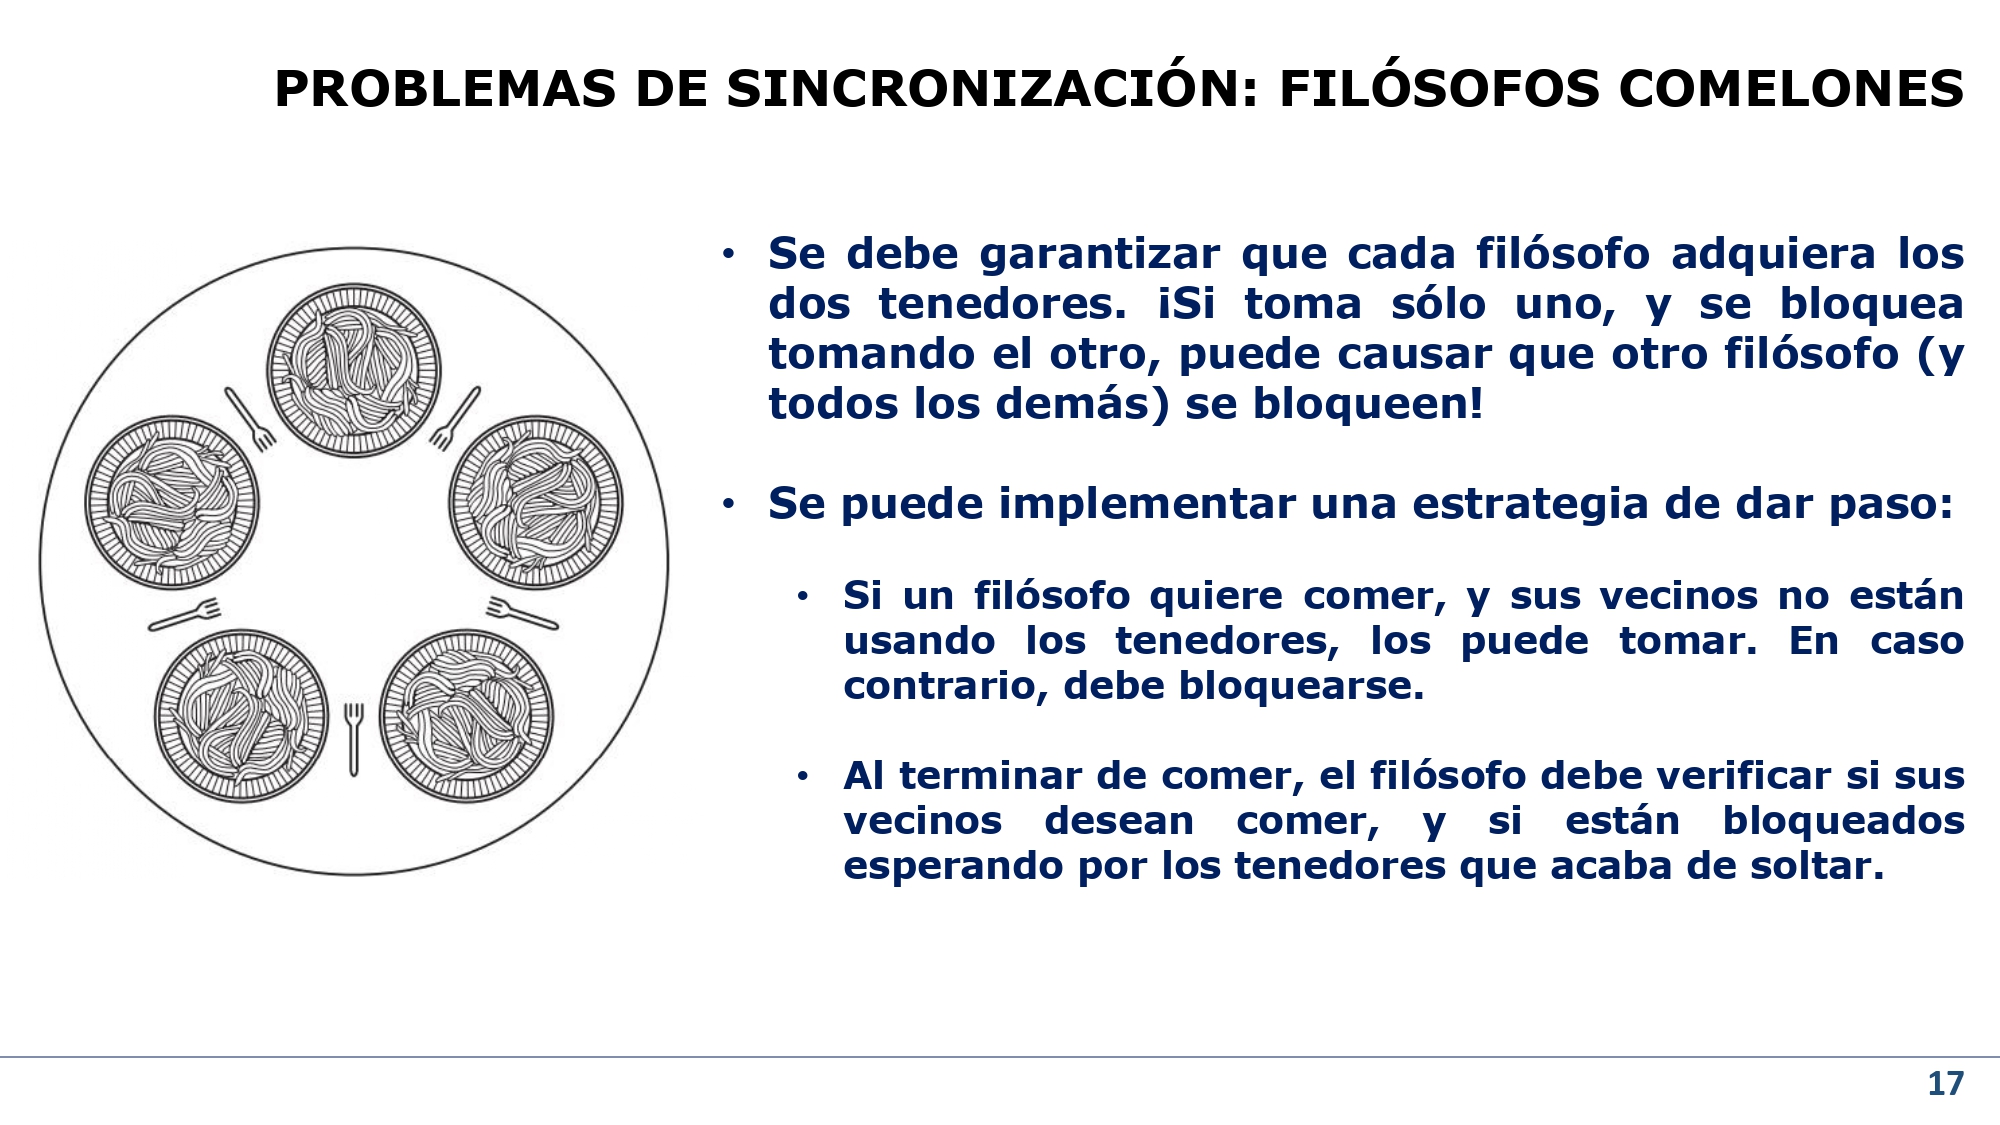 PROBLEMAS DE SINCRONIZACIÓN: FILÓSOFOS COMELONES
• Se debe garantizar que cada filósofo adquiera los
dos tenedores. ¡Si toma sólo uno, y se bloquea
tomando el otro, puede causar que otro filósofo (y
todos los demás) se bloqueen!
• Se puede implementar una estrategia de dar paso:
• Si un filósofo quiere comer, y sus vecinos no están
usando los tenedores, los puede tomar. En caso
contrario, debe bloquearse.
• Al terminar de comer, el filósofo debe verificar si sus
vecinos desean comer, y si están bloqueados
esperando por los tenedores que acaba de soltar.
17